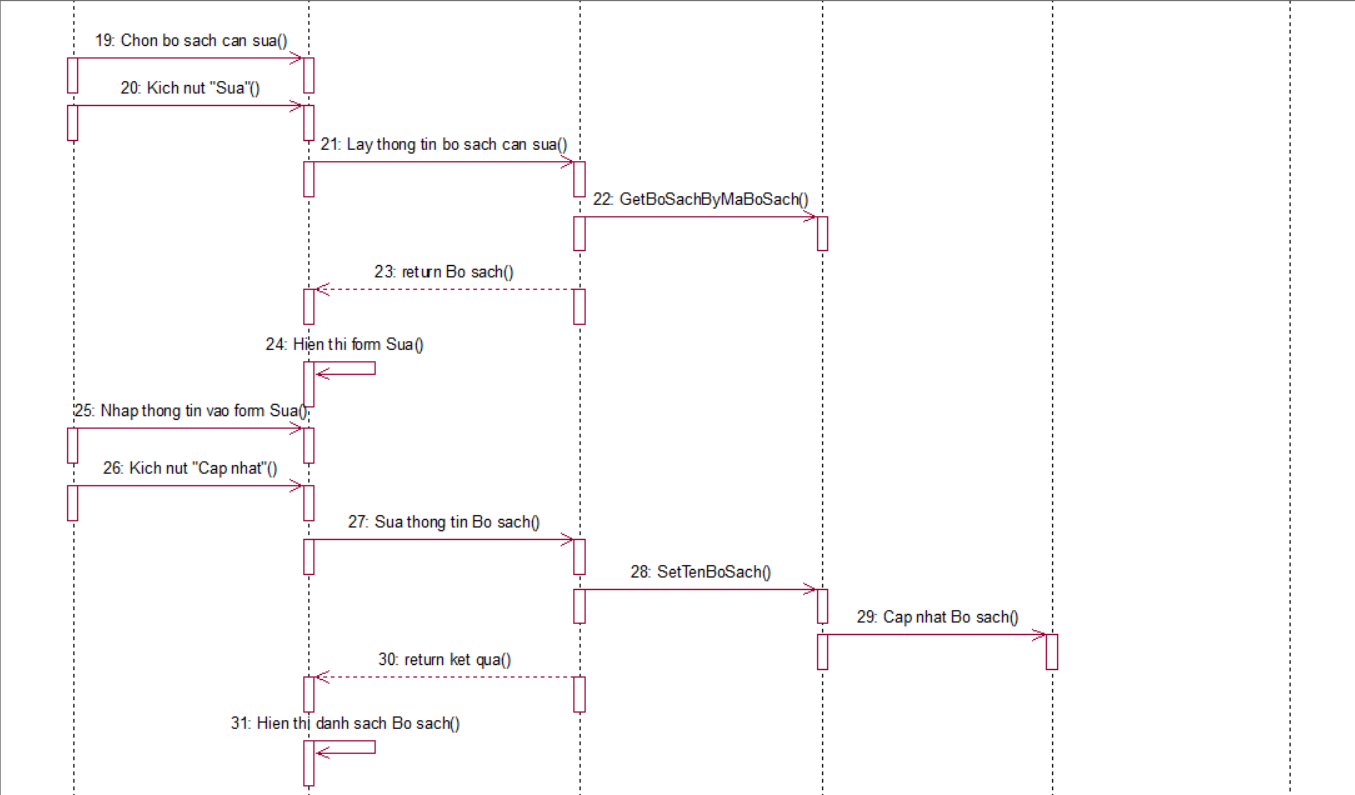 19: Chon bo sach can sua()
20: Kich nut "Sua"()
21: Lay thong tin bo sach can sua()
22: GetBoSachByMaBoSach()
23: return Bo sach()
24: Hien thi form Sua()
25: Nhap thong tin vao form Sua()
26: Kich nut "Cap nhat"()
27: Sua thong tin Bo sach()
28: SetTenBoSach()
29: Cap nhat Bo sach()
30: return ket qua()
31: Hien thi danh sach Bo sach()